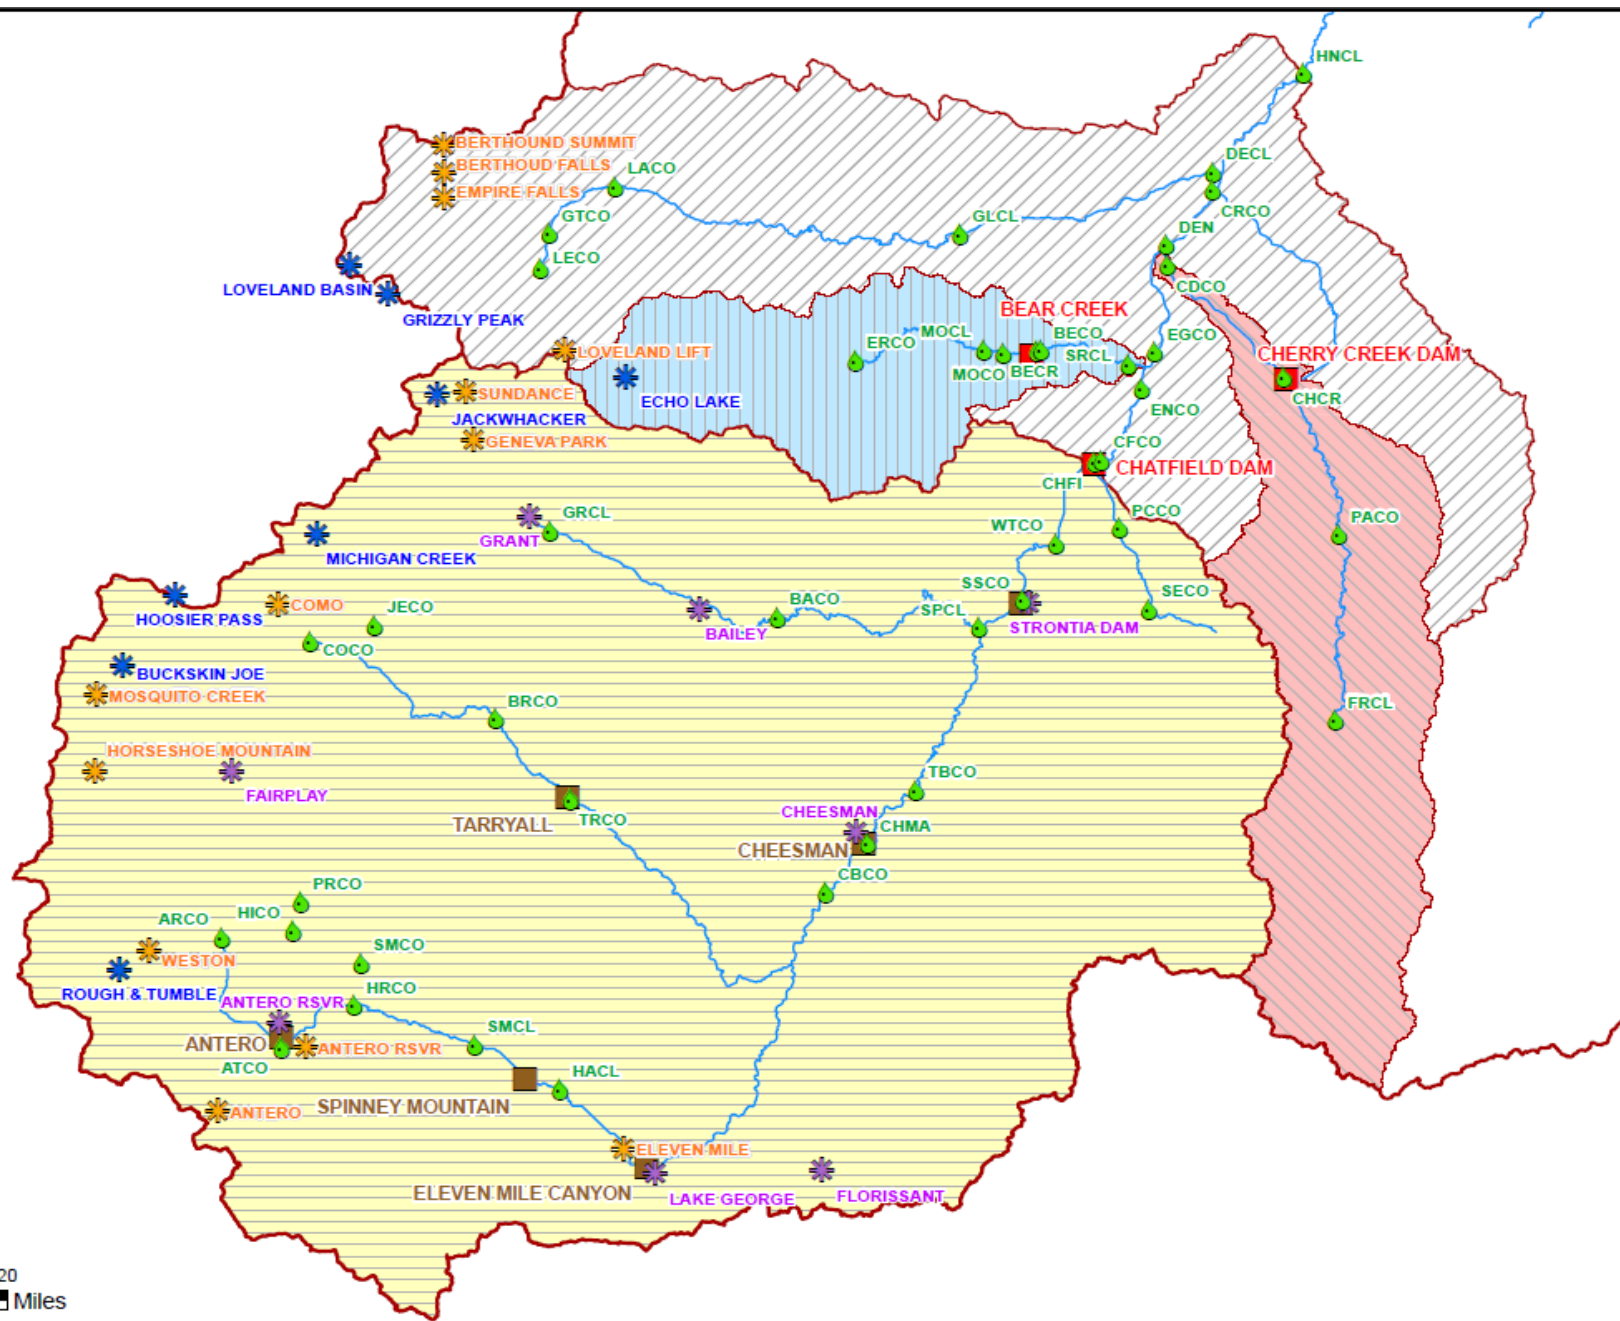 HNCL
BERTHOUND SUMMIT
BERTHOUD FALLS
EMPIRE FALLS
LACO
DECL
GTCO
GLCL
CRCO
DEN
LECO
CDCO
LOVELAND BASIN
GRIZZLY PEAK
BEAR CREEK
MOCL
BECO
EGCO
ERCO
LOVELAND LIFT
SRCL
CHERRY CREEK DAM
MOCO
BECR
SUNDANCE
ECHO LAKE
CHCR
JACKWHACKER
ENCO
GENEVA PARK
CFCO
CHATFIELD DAM
CHFI
GRCL
PCCO
PACO
WTCO
GRANT
MICHIGAN CREEK
SSCO
SECO
COMO
JECO
BACO
SPCL
HOOSIER PASS
BAILEY
STRONTIA DAM
COCO
BUCKSKIN JOE
MOSQUITO CREEK
BRCO
FRCL
HORSESHOE MOUNTAIN
TBCO
FAIRPLAY
CHEESMAN
TRCO
TARRYALL
CHMA
CHEESMAN
CBCO
PRCO
HICO
ARCO
SMCO
WESTON
HRCO
ROUGH & TUMBLE
ANTERO RSVR
SMCL
ANTERO
ANTERO RSVR
ATCO
HACL
SPINNEY MOUNTAIN
ANTERO
ELEVEN MILE
ELEVEN MILE CANYON
LAKE GEORGE
FLORISSANT
20
Miles